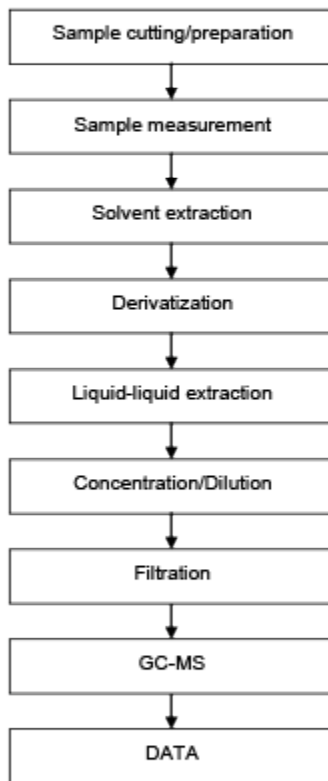 Sample cutting/preparation
Sample measurement
Solvent extraction
Derivatization
Liquid-liquid extraction
Concentration/Dilution
Filtration
GC-MS
DATA